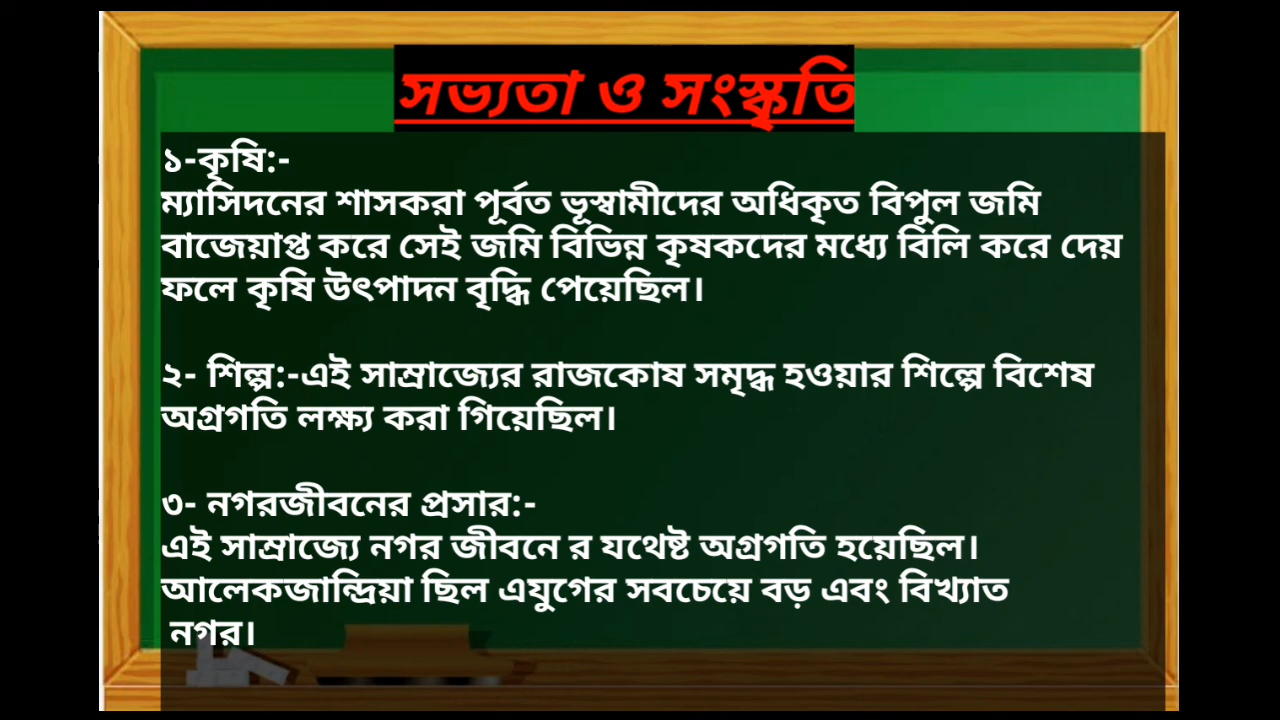 সভ্যতা ও সংস্কৃতি
১-কৃষি:-
ম্যাসিদনের শাসকরা পূর্বত ভূস্বামীদের অধিকৃত বিপুল জমি
বাজেয়াপ্ত করে সেই জমি বিভিন্ন কৃষকদের মধ্যে বিলি করে দেয়
ফলে কৃষি উৎপাদন বৃদ্ধি পেয়েছিল।
২- শিল্প:-এই সাম্রাজ্যের রাজকোষ সমৃদ্ধ হওয়ার শিল্পে বিশেষ
অগ্রগতি লক্ষ্য করা গিয়েছিল।
৩- নগরজীবনের প্রসার:-
এই সাম্রাজ্যে নগর জীবনে র যথেষ্ট অগ্রগতি হয়েছিল।
আলেকজান্দ্রিয়া ছিল এযুগের সবচেয়ে বড় এবং বিখ্যাত
নগর।